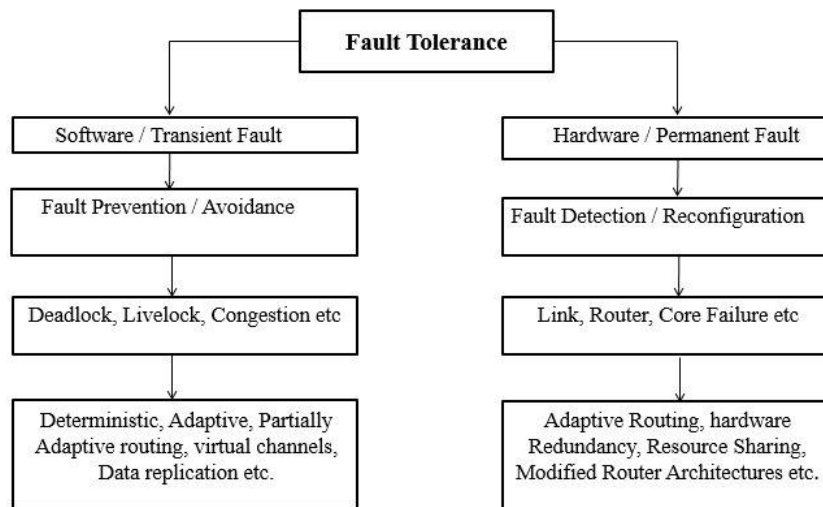 Fault Tolerance
Software / Transient Fault
Fault Prevention / Avoidance
Deadlock, Livelock, Congestion etc
Deterministic, Adaptive, Partially
Adaptive routing, virtual channels,
Data replication etc.
Hardware / Permanent Fault
Fault Detection / Reconfiguration
Link, Router, Core Failure etc
Adaptive Routing, hardware
Redundancy, Resource Sharing,
Modified Router Architectures etc.